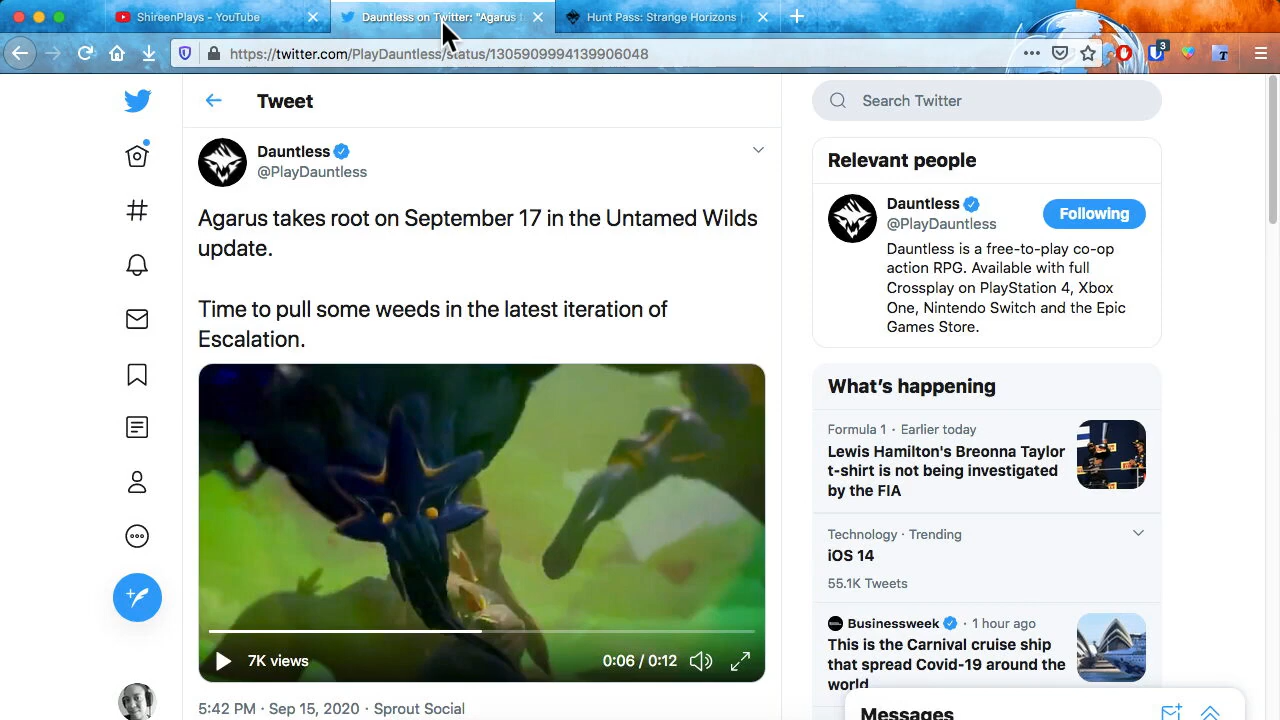 ShireenPlays - YouTube
Dauntless on Twitter: "Agarus t
Hunt Pass: Strange Horizons |
https://twitter.com/PlayDauntless/status/1305909994139906048
3
T
Tweet
Dauntless
@PlayDauntless
Agarus takes root on September 17 in the Untamed Wilds
update.
Time to pull some weeds in the latest iteration of
Escalation.
7K views
0:06 / 0:12
5:42 PM · Sep 15, 2020 · Sprout Social
Search Twitter
Relevant people
Dauntless
@PlayDauntless
Following
Dauntless is a free-to-play co-op
action RPG. Available with full
Crossplay on PlayStation 4, Xbox
One, Nintendo Switch and the Epic
Games Store.
What's happening
Formula 1 · Earlier today
Lewis Hamilton's Breonna Taylor
t-shirt is not being investigated
by the FIA
Technology · Trending
iOS 14
55.1K Tweets
Businessweek · 1 hour ago
This is the Carnival cruise ship
that spread Covid-19 around the
world
Messages